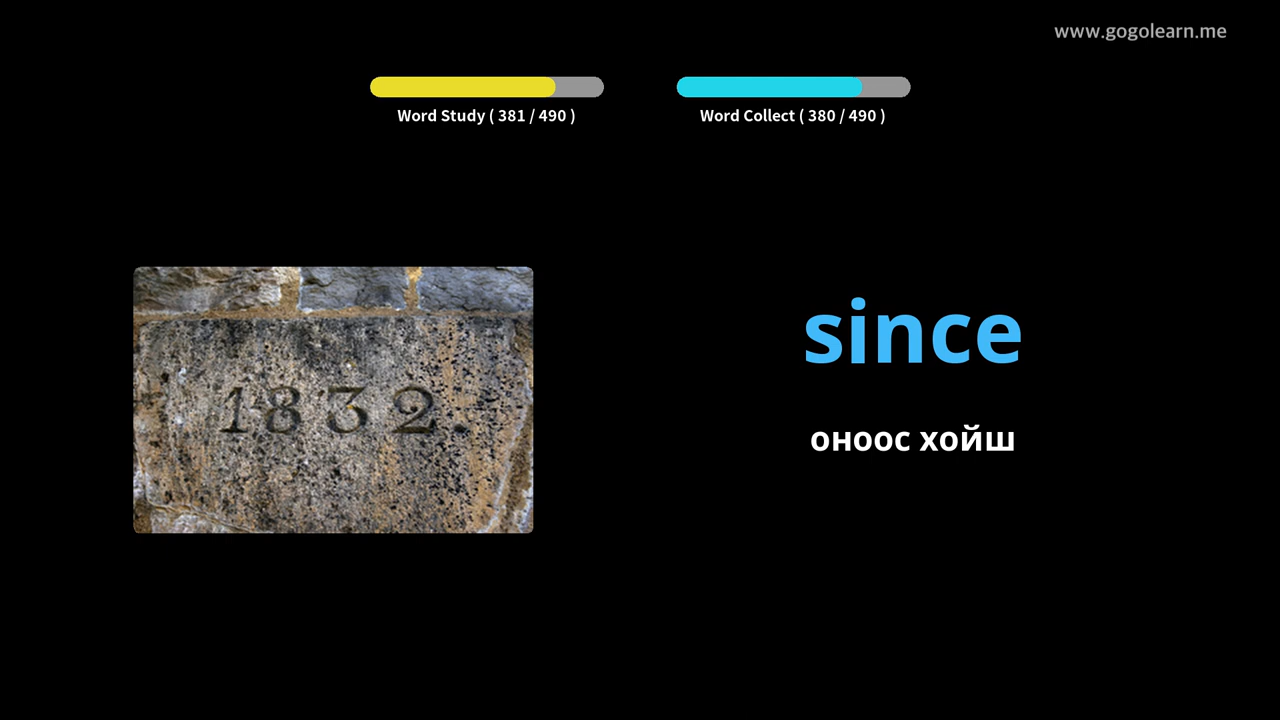 www.gogolearn.me
Word Study ( 381 / 490 )
Word Collect ( 380 / 490 )
1832.
since
оноос хойш